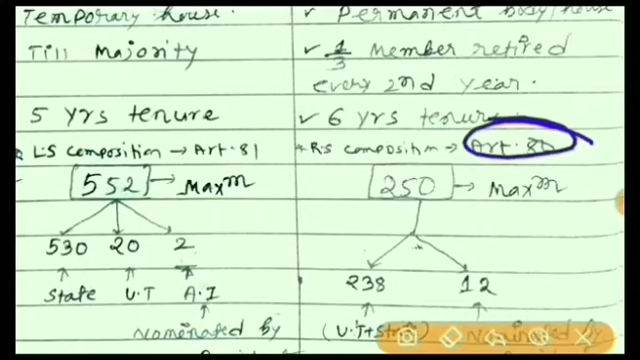 Temporary house. ✓ Permanent body/house
Till Majority ✓ 1/3 Member retired
every 2nd year.
5 yrs tenure ✓ 6 yrs tenure
L.S composition → Art. 81 * R.S composition → Art. 80
552 → Maxm 250 → Maxm
530 20 2
238 12
State U.T A.I
nominated by (U.T + State) nominated by